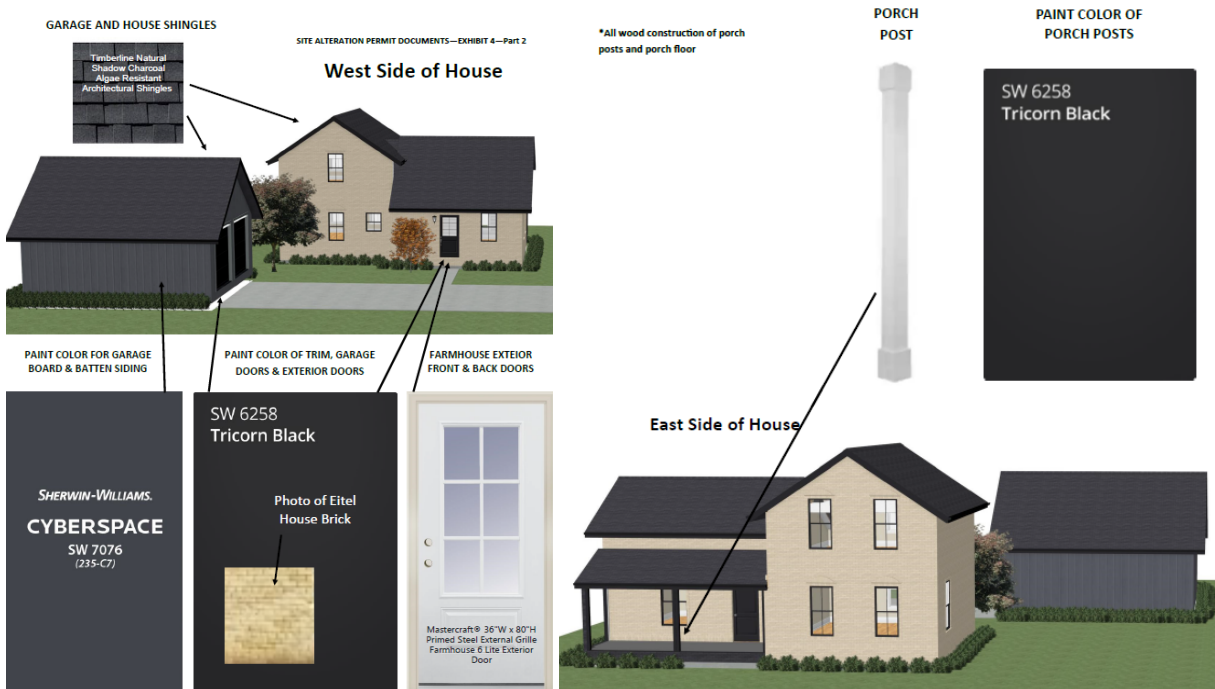 GARAGE AND HOUSE SHINGLES
Timberline Natural
Shadow Charcoal
Algae Resistant
Architectural Shingles
SITE ALTERATION PERMIT DOCUMENTS—EXHIBIT 4—Part 2
West Side of House
PAINT COLOR FOR GARAGE
BOARD & BATTEN SIDING
PAINT COLOR OF TRIM, GARAGE
DOORS & EXTERIOR DOORS
FARMHOUSE EXTEIOR
FRONT & BACK DOORS
SHERWIN-WILLIAMS.
CYBERSPACE
SW 7076
(235-C7)
SW 6258
Tricorn Black
Photo of Eitel
House Brick
Mastercraft® 36"W x 80"H
Primed Steel External Grille
Farmhouse 6 Lite Exterior
Door
*All wood construction of porch
posts and porch floor
PORCH
POST
PAINT COLOR OF
PORCH POSTS
SW 6258
Tricorn Black
East Side of House